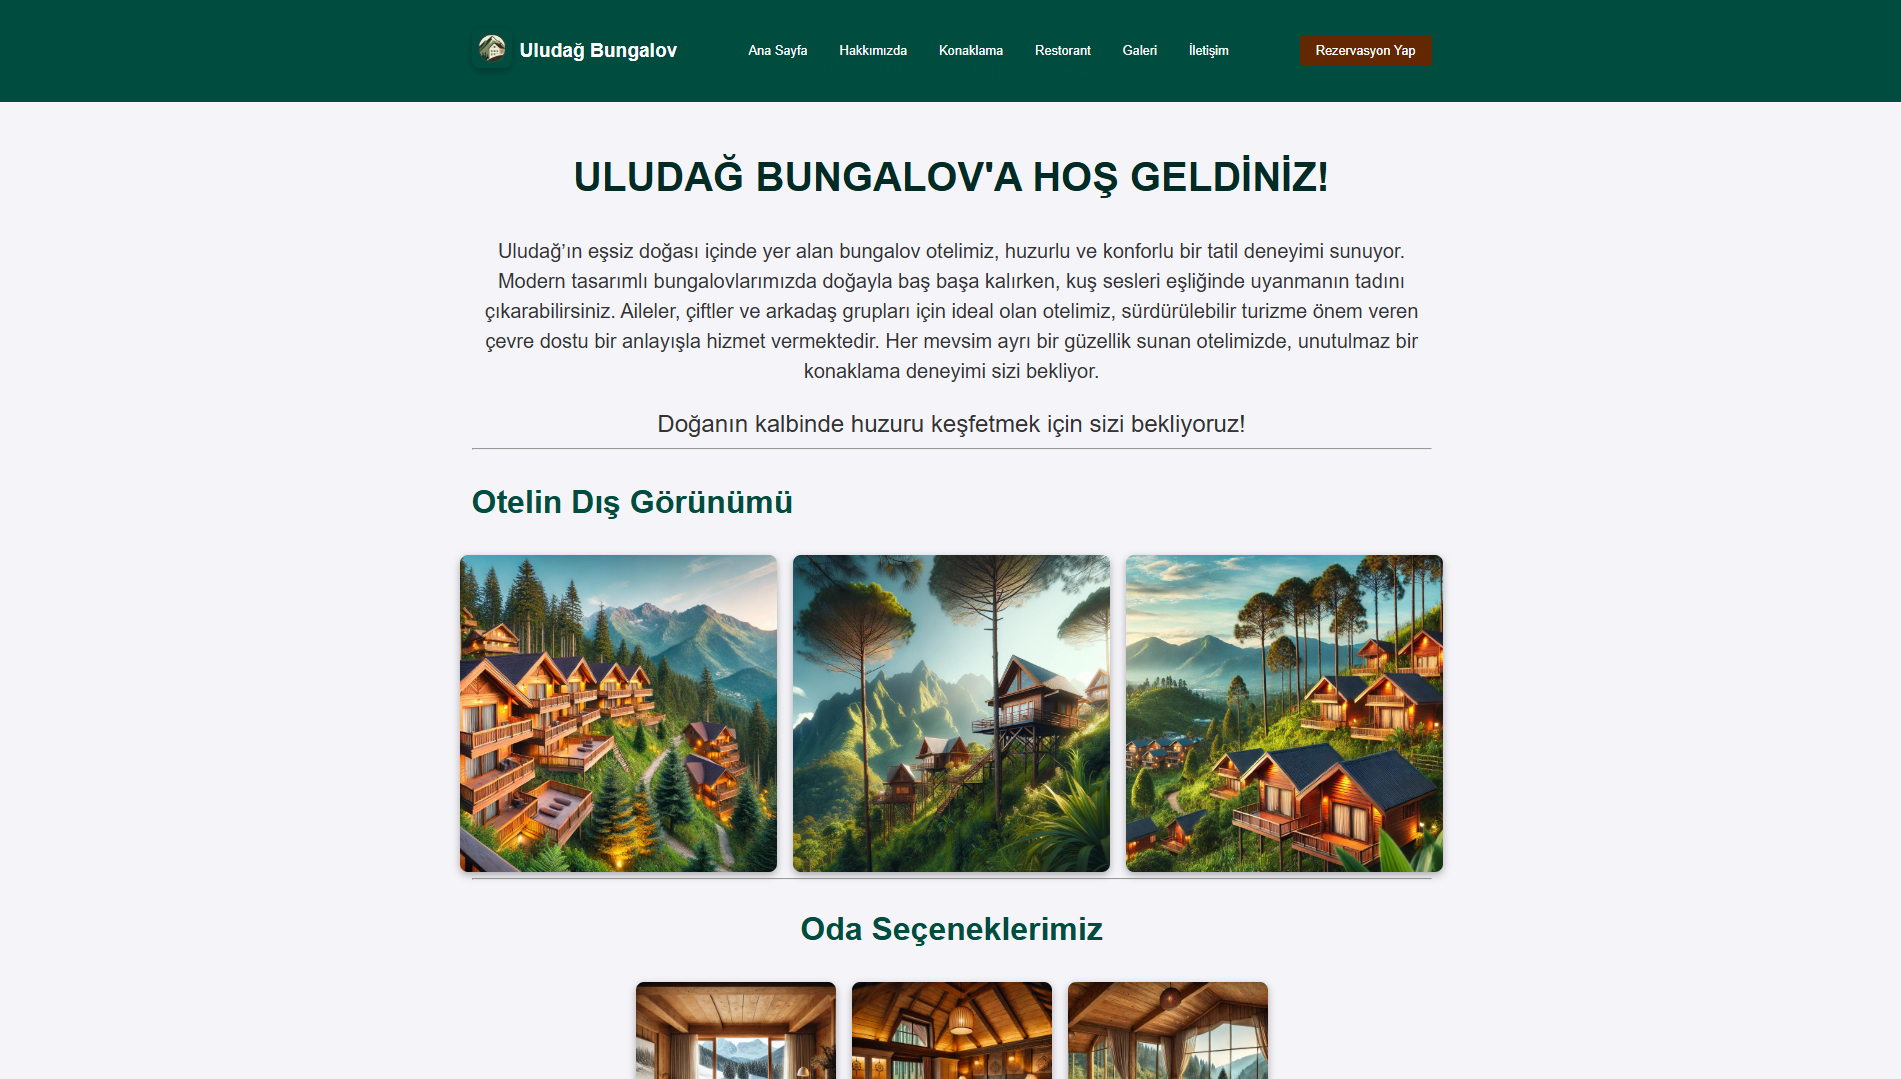 Uludağ Bungalov
Ana Sayfa
Hakkımızda
Konaklama
Restorant
Galeri
İletişim
Rezervasyon Yap
ULUDAĞ BUNGALOV'A HOŞ GELDİNİZ!
Uludağ’ın eşsiz doğası içinde yer alan bungalov otelimiz, huzurlu ve konforlu bir tatil deneyimi sunuyor.
Modern tasarımlı bungalovlarımızda doğayla baş başa kalırken, kuş sesleri eşliğinde uyanmanın tadını
çıkarabilirsiniz. Aileler, çiftler ve arkadaş grupları için ideal olan otelimiz, sürdürülebilir turizme önem veren
çevre dostu bir anlayışla hizmet vermektedir. Her mevsim ayrı bir güzellik sunan otelimizde, unutulmaz bir
konaklama deneyimi sizi bekliyor.
Doğanın kalbinde huzuru keşfetmek için sizi bekliyoruz!
Otelin Dış Görünümü
Oda Seçeneklerimiz